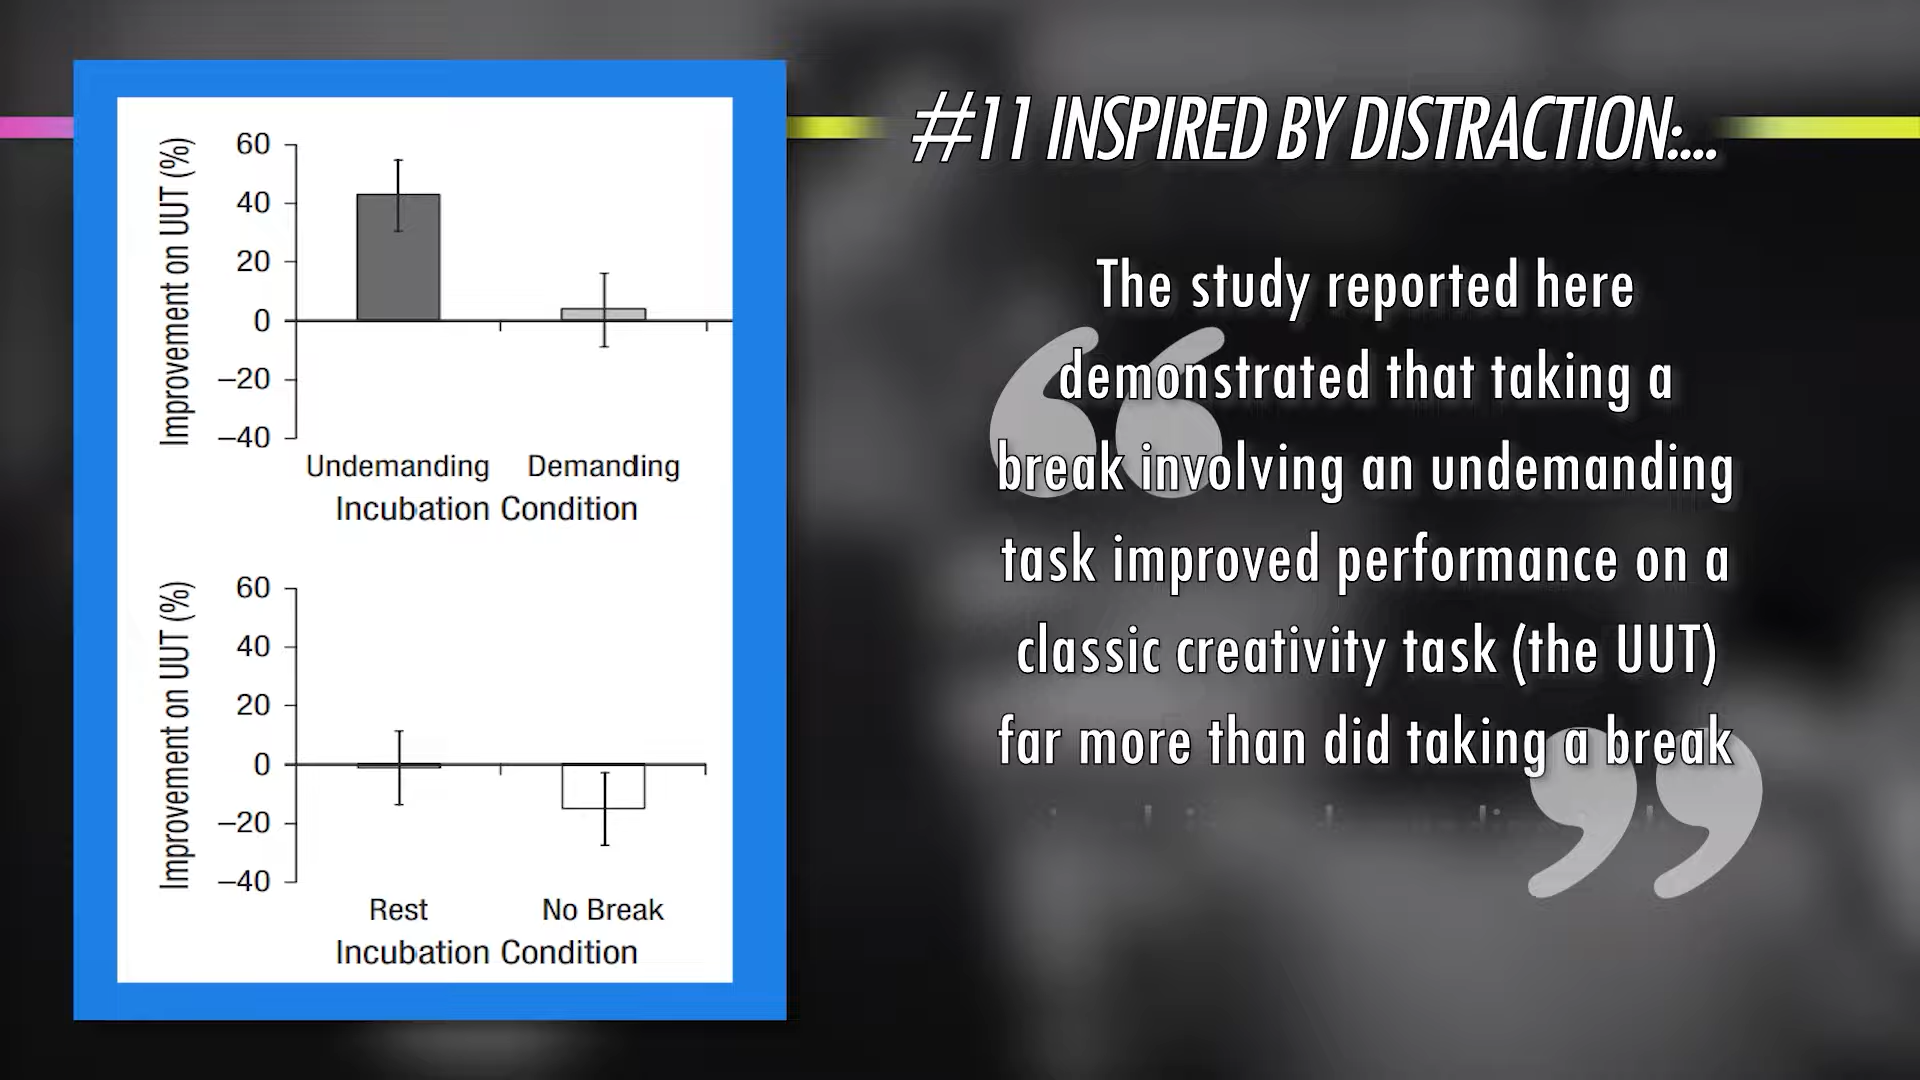 #11 INSPIRED BY DISTRACTION:...
The study reported here
demonstrated that taking a
break involving an undemanding
task improved performance on a
classic creativity task (the UUT)
far more than did taking a break
Improvement on UUT (%)
60
40
20
0
–20
–40
Undemanding Demanding
Incubation Condition
Improvement on UUT (%)
60
40
20
0
–20
–40
Rest No Break
Incubation Condition